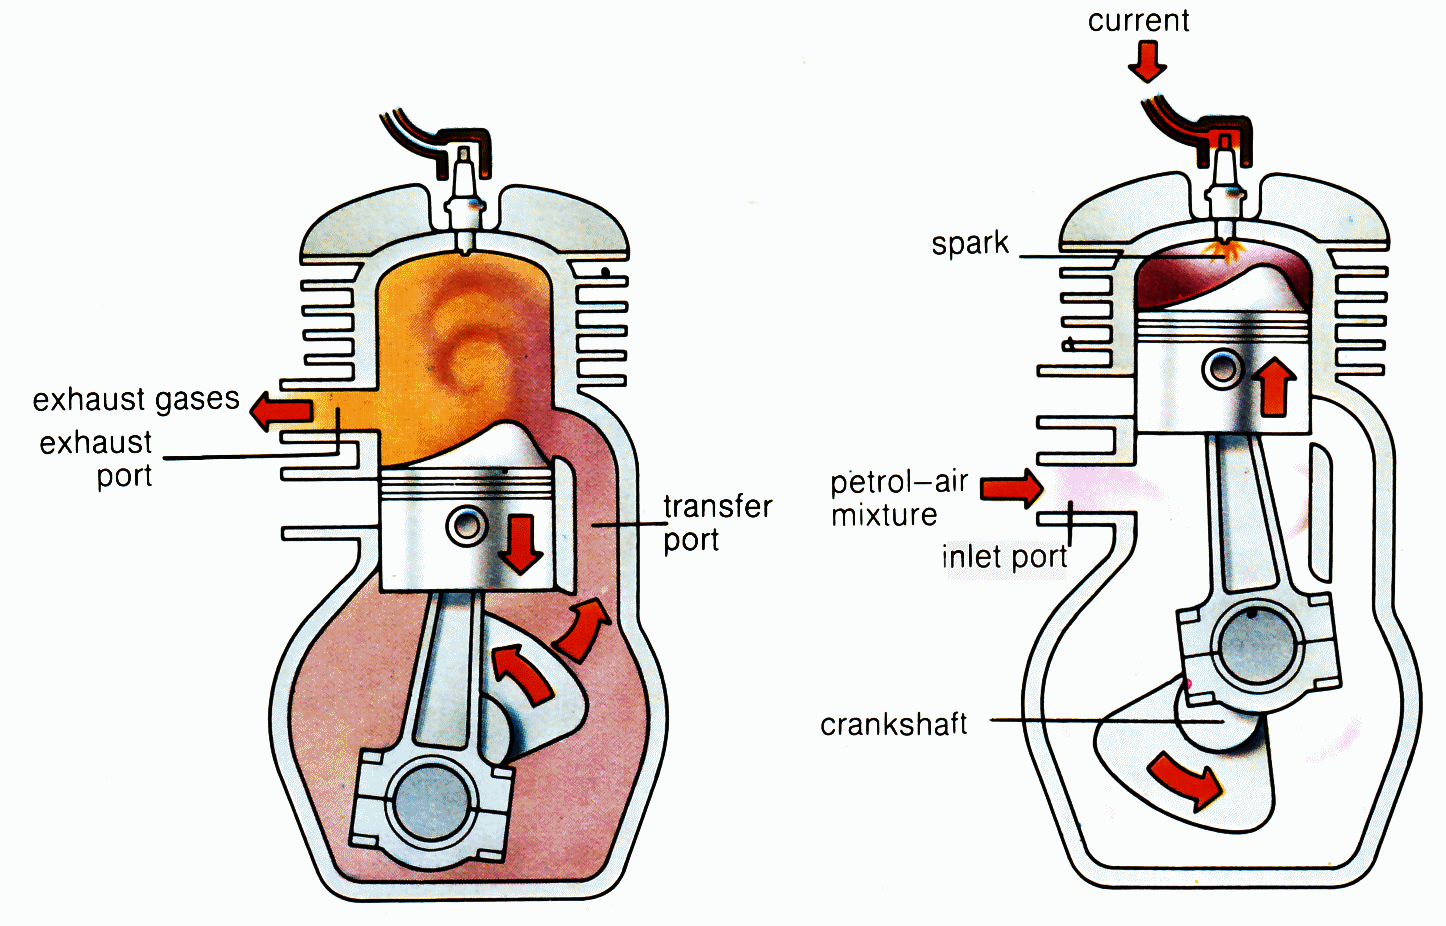 current
spark
exhaust gases
exhaust
port
transfer
port
petrol–air
mixture
inlet port
crankshaft